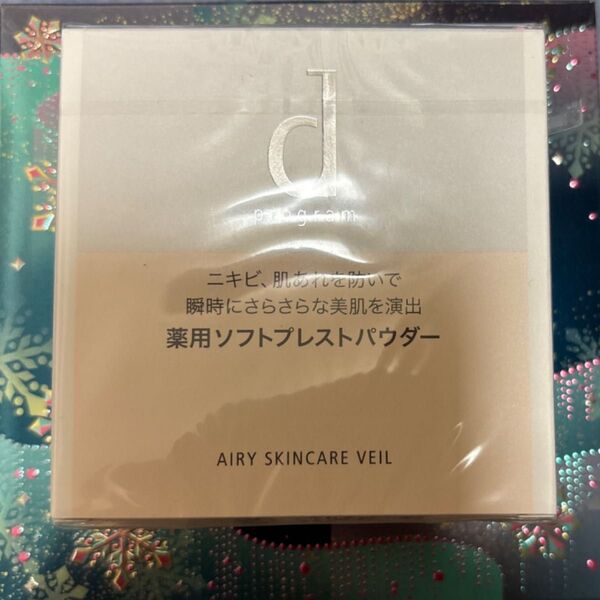 d
program
ニキビ、肌あれを防いで
瞬時にさらさらな美肌を演出
薬用ソフトプレストパウダー
AIRY SKINCARE VEIL